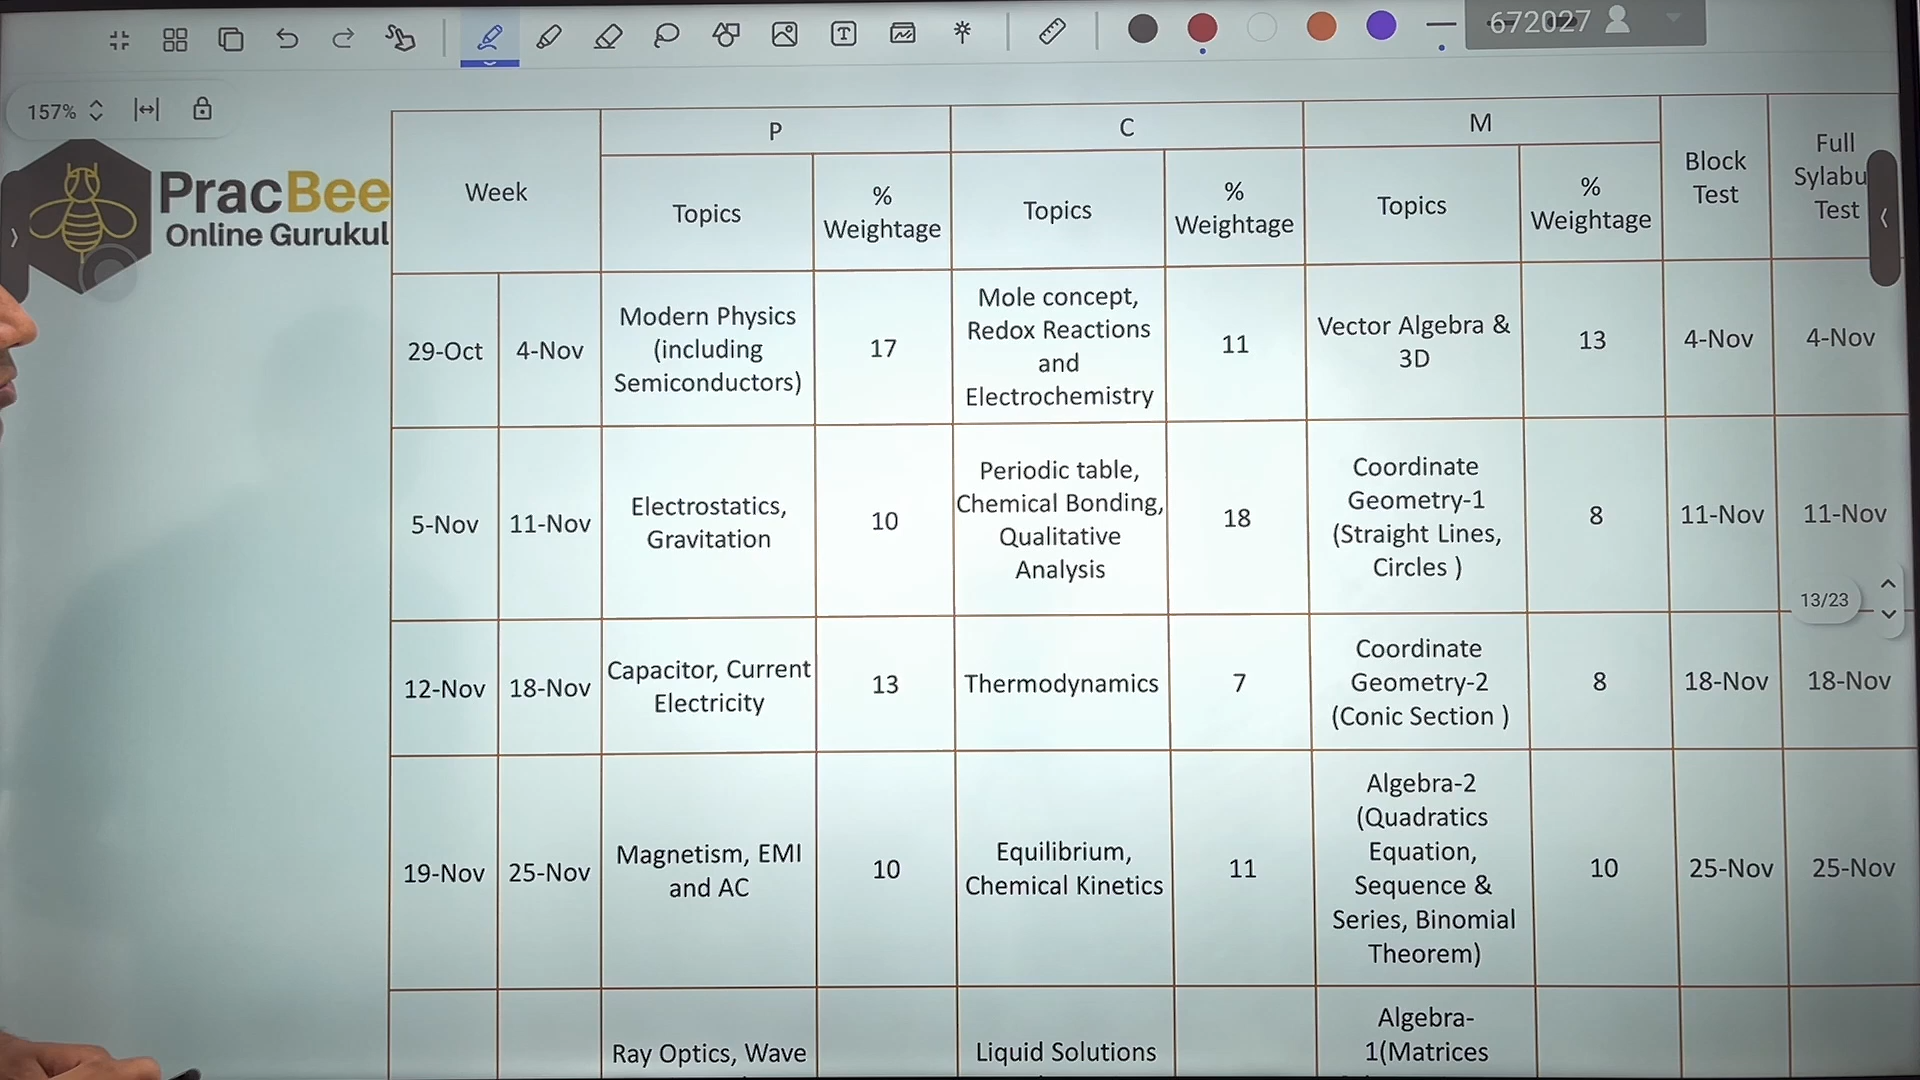 672027
157%
PracBee
Online Gurukul
Week
P
C
M
Block
Test
Full
Sylabu
Test
Topics
%
Weightage
Topics
%
Weightage
Topics
%
Weightage
29-Oct
4-Nov
Modern Physics
(including
Semiconductors)
17
Mole concept,
Redox Reactions
and
Electrochemistry
11
Vector Algebra &
3D
13
4-Nov
4-Nov
5-Nov
11-Nov
Electrostatics,
Gravitation
10
Periodic table,
Chemical Bonding,
Qualitative
Analysis
18
Coordinate
Geometry-1
(Straight Lines,
Circles )
8
11-Nov
11-Nov
13/23
12-Nov
18-Nov
Capacitor, Current
Electricity
13
Thermodynamics
7
Coordinate
Geometry-2
(Conic Section )
8
18-Nov
18-Nov
19-Nov
25-Nov
Magnetism, EMI
and AC
10
Equilibrium,
Chemical Kinetics
11
Algebra-2
(Quadratics
Equation,
Sequence &
Series, Binomial
Theorem)
10
25-Nov
25-Nov
Ray Optics, Wave
Liquid Solutions
Algebra-
1(Matrices